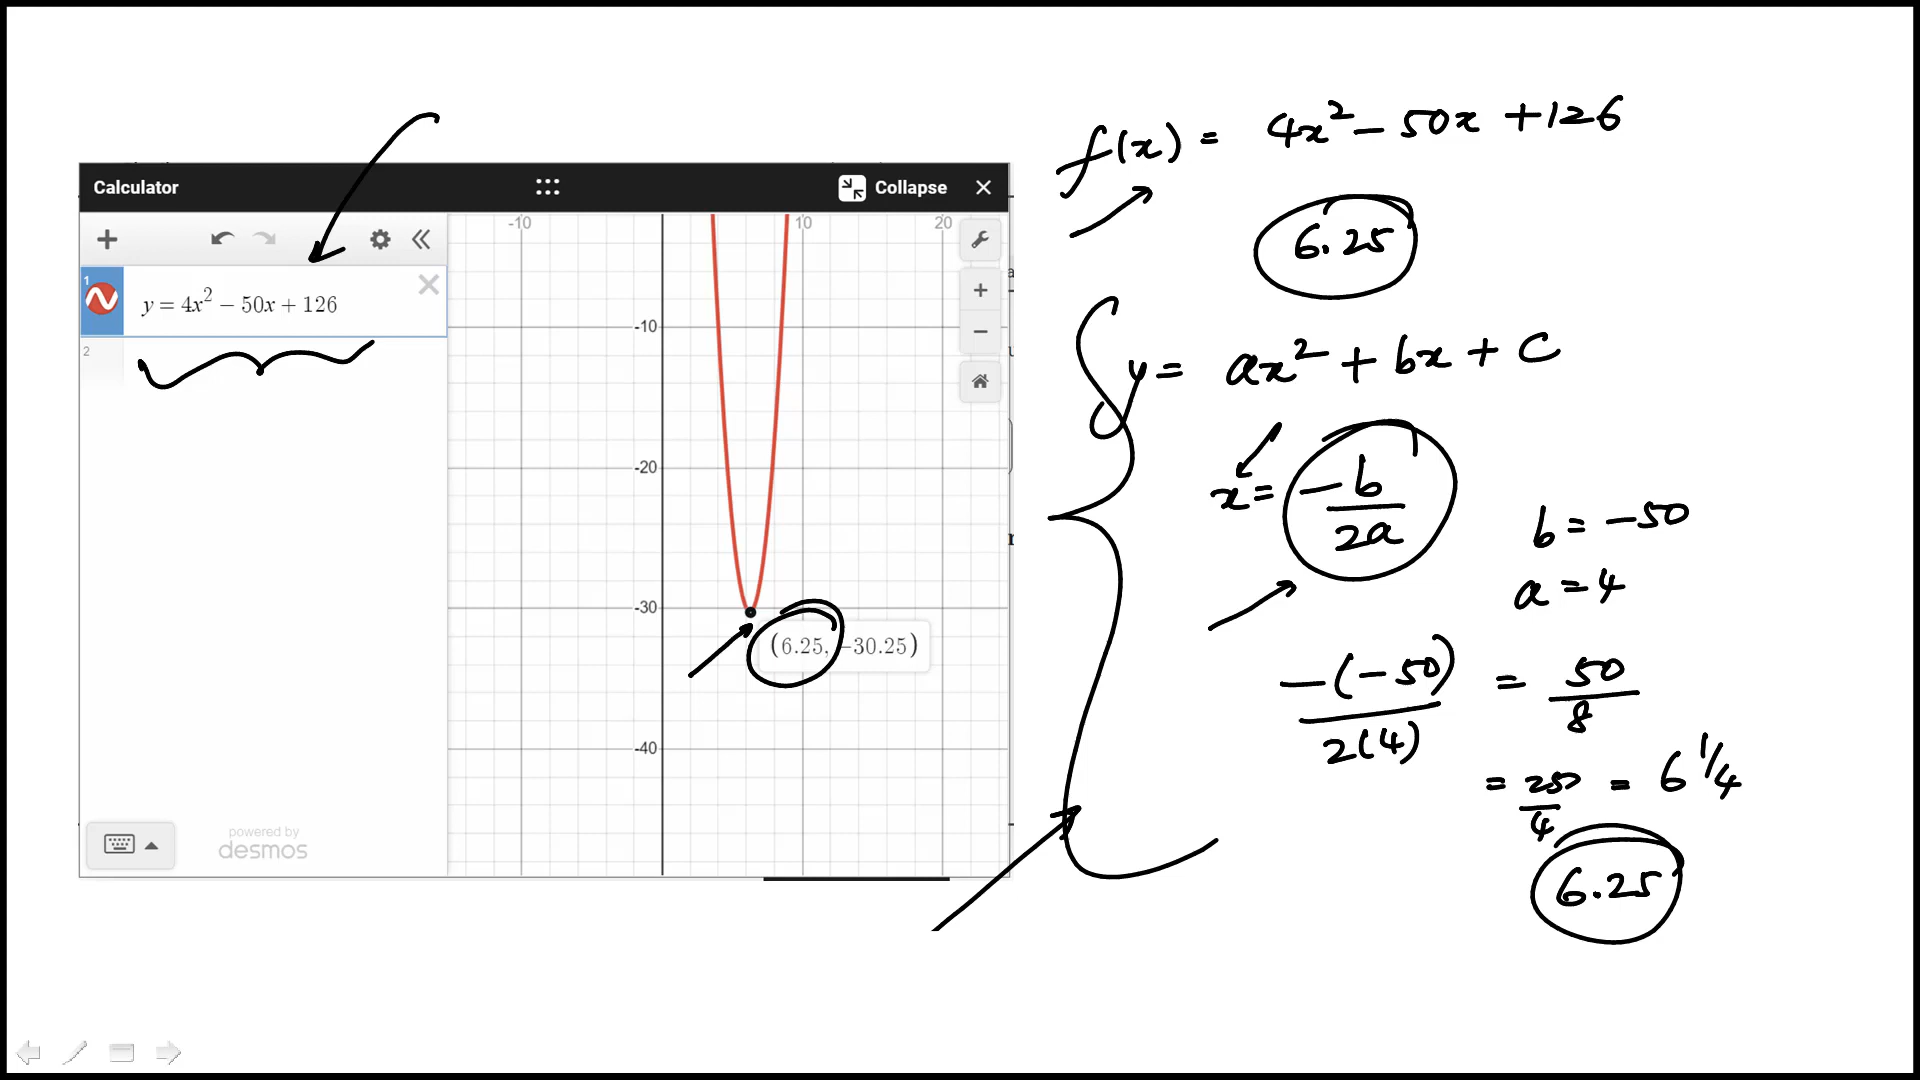 Calculator
Collapse
1
y = 4x² − 50x + 126
2
-10
10
20
-10
-20
-30
-40
(6.25, −30.25)
powered by
desmos
f(x) = 4x² − 50x + 126
6.25
y = ax² + bx + c
x = −b/2a
b = −50
a = 4
−(−50)/2(4) = 50/8
= 25/4 = 6 1/4
6.25